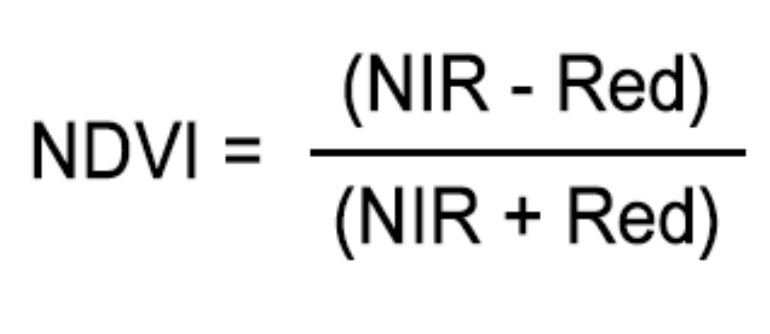 NDVI = (NIR - Red)
(NIR + Red)